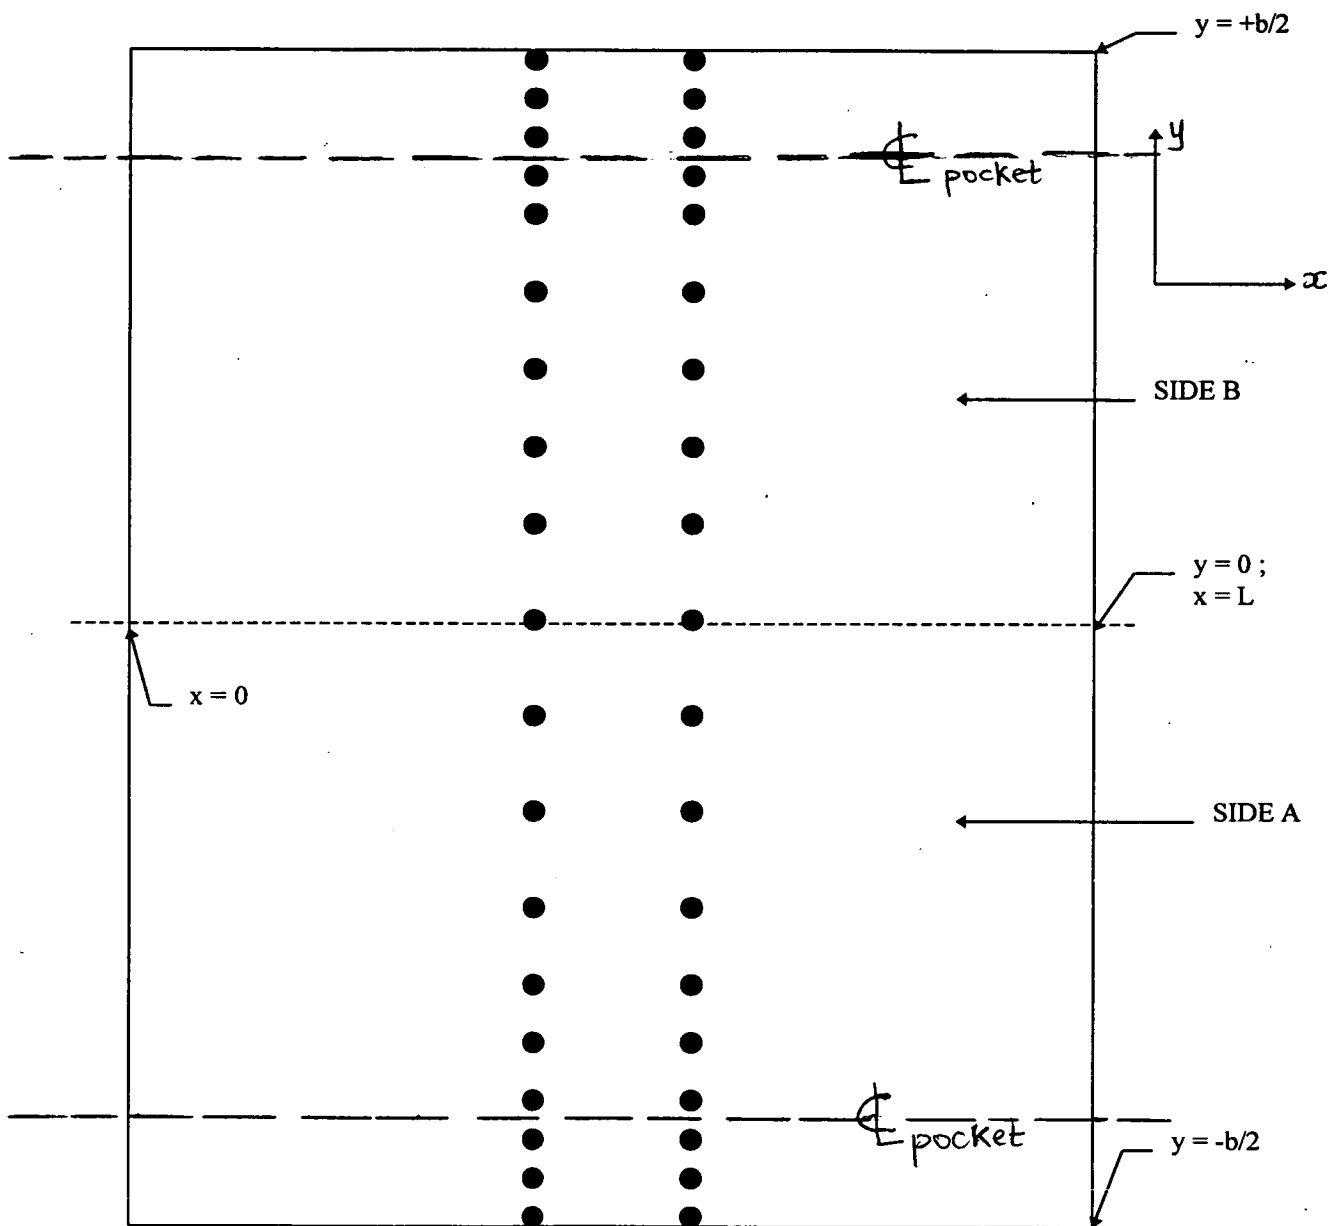 y = +b/2
y
℄ pocket
x
SIDE B
y = 0 ;
x = L
x = 0
SIDE A
℄ pocket
y = -b/2